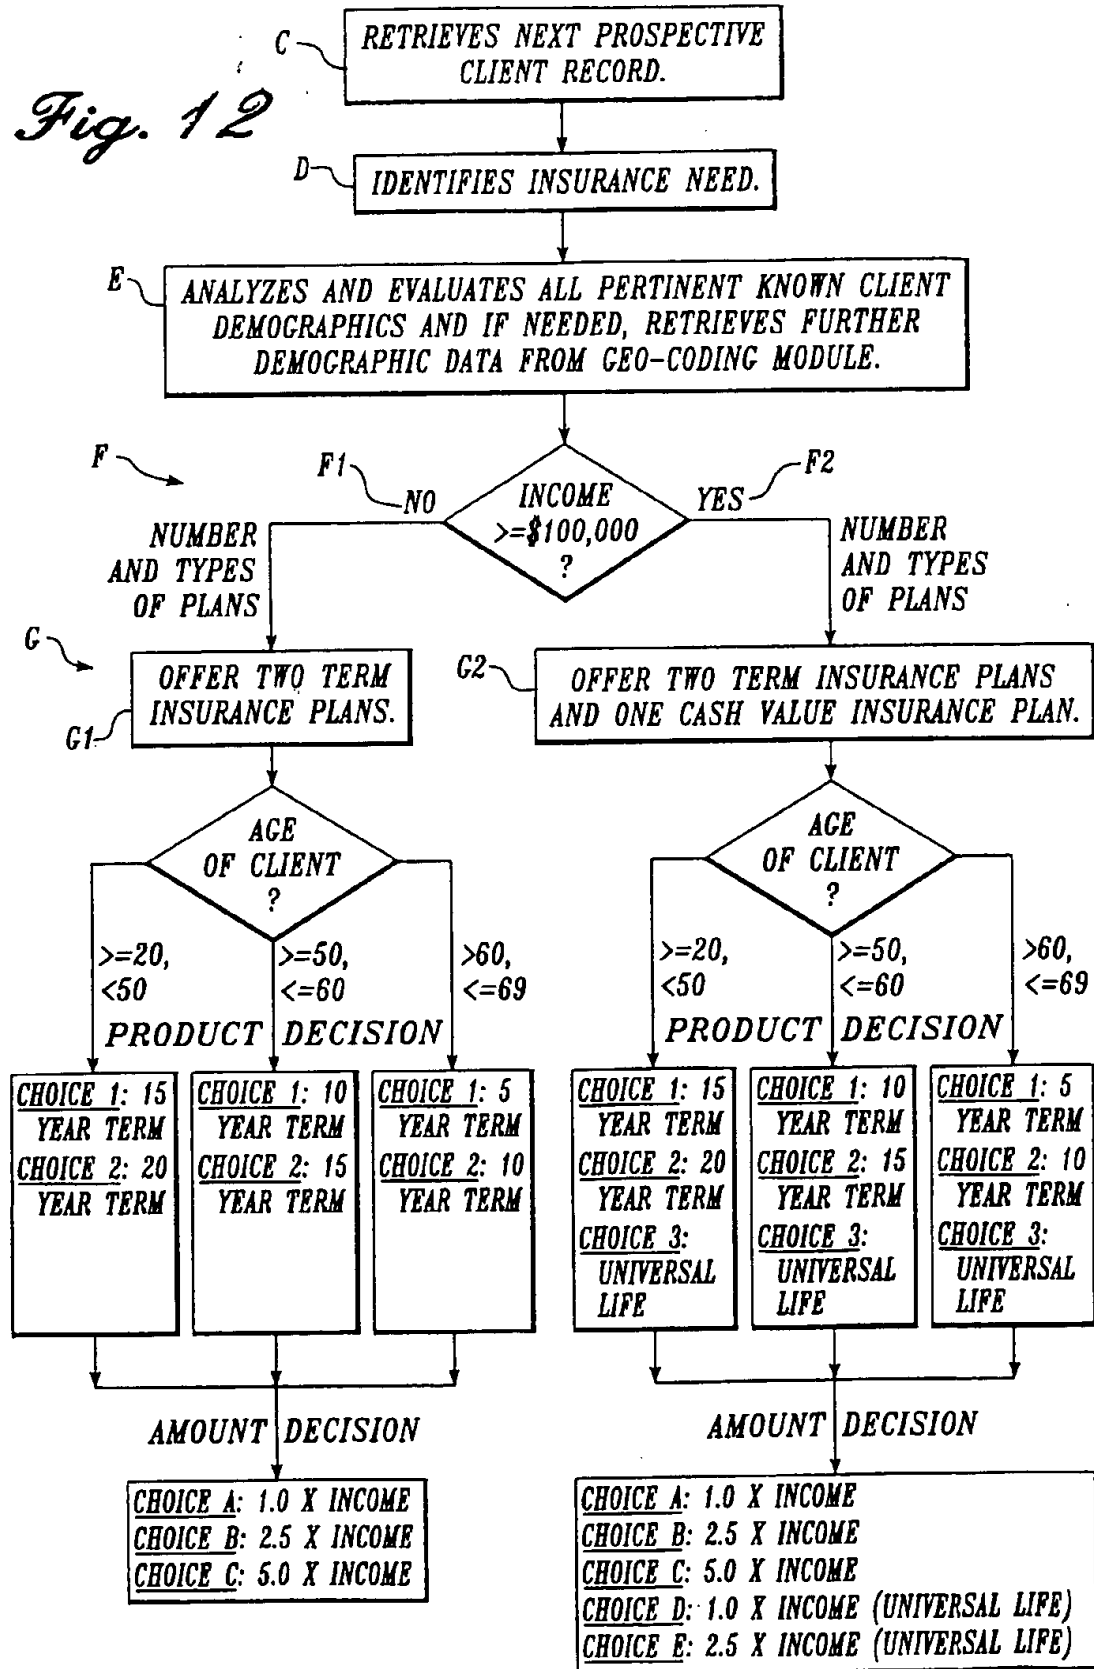 C
RETRIEVES NEXT PROSPECTIVE
CLIENT RECORD.
Fig. 12
D
IDENTIFIES INSURANCE NEED.
E
ANALYZES AND EVALUATES ALL PERTINENT KNOWN CLIENT
DEMOGRAPHICS AND IF NEEDED, RETRIEVES FURTHER
DEMOGRAPHIC DATA FROM GEO-CODING MODULE.
F
F1
NO
INCOME
>=$100,000
?
YES
F2
NUMBER
AND TYPES
OF PLANS
NUMBER
AND TYPES
OF PLANS
G
OFFER TWO TERM
INSURANCE PLANS.
G1
G2
OFFER TWO TERM INSURANCE PLANS
AND ONE CASH VALUE INSURANCE PLAN.
AGE
OF CLIENT
?
AGE
OF CLIENT
?
>=20,
<50
>=50,
<=60
>60,
<=69
>=20,
<50
>=50,
<=60
>60,
<=69
PRODUCT DECISION
PRODUCT DECISION
CHOICE 1: 15
YEAR TERM
CHOICE 2: 20
YEAR TERM
CHOICE 1: 10
YEAR TERM
CHOICE 2: 15
YEAR TERM
CHOICE 1: 5
YEAR TERM
CHOICE 2: 10
YEAR TERM
CHOICE 1: 15
YEAR TERM
CHOICE 2: 20
YEAR TERM
CHOICE 3:
UNIVERSAL
LIFE
CHOICE 1: 10
YEAR TERM
CHOICE 2: 15
YEAR TERM
CHOICE 3:
UNIVERSAL
LIFE
CHOICE 1: 5
YEAR TERM
CHOICE 2: 10
YEAR TERM
CHOICE 3:
UNIVERSAL
LIFE
AMOUNT DECISION
AMOUNT DECISION
CHOICE A: 1.0 X INCOME
CHOICE B: 2.5 X INCOME
CHOICE C: 5.0 X INCOME
CHOICE A: 1.0 X INCOME
CHOICE B: 2.5 X INCOME
CHOICE C: 5.0 X INCOME
CHOICE D: 1.0 X INCOME (UNIVERSAL LIFE)
CHOICE E: 2.5 X INCOME (UNIVERSAL LIFE)